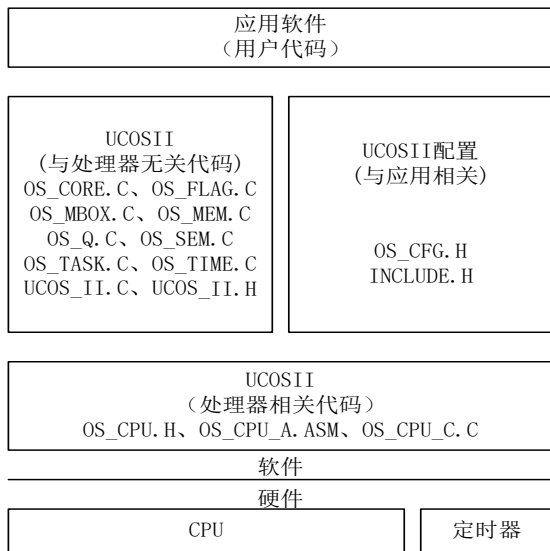 应用软件
（用户代码）
UCOSII
(与处理器无关代码)
OS_CORE.C、OS_FLAG.C
OS_MBOX.C、OS_MEM.C
OS_Q.C、OS_SEM.C
OS_TASK.C、OS_TIME.C
UCOS_II.C、UCOS_II.H
UCOSII配置
(与应用相关)
OS_CFG.H
INCLUDE.H
UCOSII
（处理器相关代码）
OS_CPU.H、OS_CPU_A.ASM、OS_CPU_C.C
软件
硬件
CPU
定时器